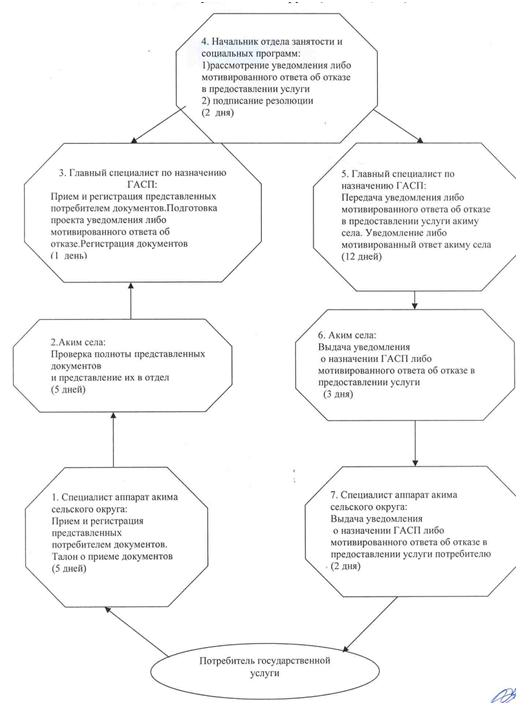 4. Начальник отдела занятости и
социальных программ:
1)рассмотрение уведомления либо
мотивированного ответа об отказе
в предоставлении услуги
2) подписание резолюции
(2 дня)
3. Главный специалист по назначению
ГАСП:
Прием и регистрация представленных
потребителем документов.Подготовка
проекта уведомления либо
мотивированного ответа об
отказе.Регистрация документов
(1 день)
5. Главный специалист по
назначению ГАСП:
Передача уведомления либо
мотивированного ответа об отказе
в предоставлении услуги акиму
села. Уведомление либо
мотивированный ответ акиму села
(12 дней)
2.Аким села:
Проверка полноты представленных
документов
и представление их в отдел
(5 дней)
6. Аким села:
Выдача уведомления
о назначении ГАСП либо
мотивированного ответа об отказе в
предоставлении услуги
(3 дня)
1. Специалист аппарат акима
сельского округа:
Прием и регистрация
представленных
потребителем документов.
Талон о приеме документов
(5 дней)
7. Специалист аппарат акима
сельского округа:
Выдача уведомления
о назначении ГАСП либо
мотивированного ответа об отказе в
предоставлении услуги потребителю
(2 дня)
Потребитель государственной
услуги